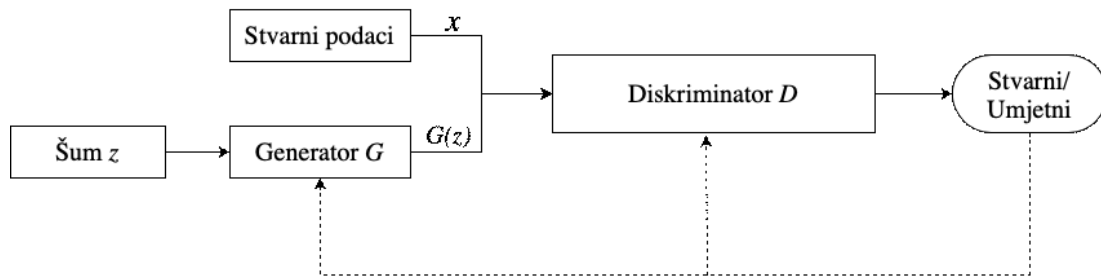 Stvarni podaci
x
Diskriminator D
Stvarni/
Umjetni
Šum z
Generator G
G(z)